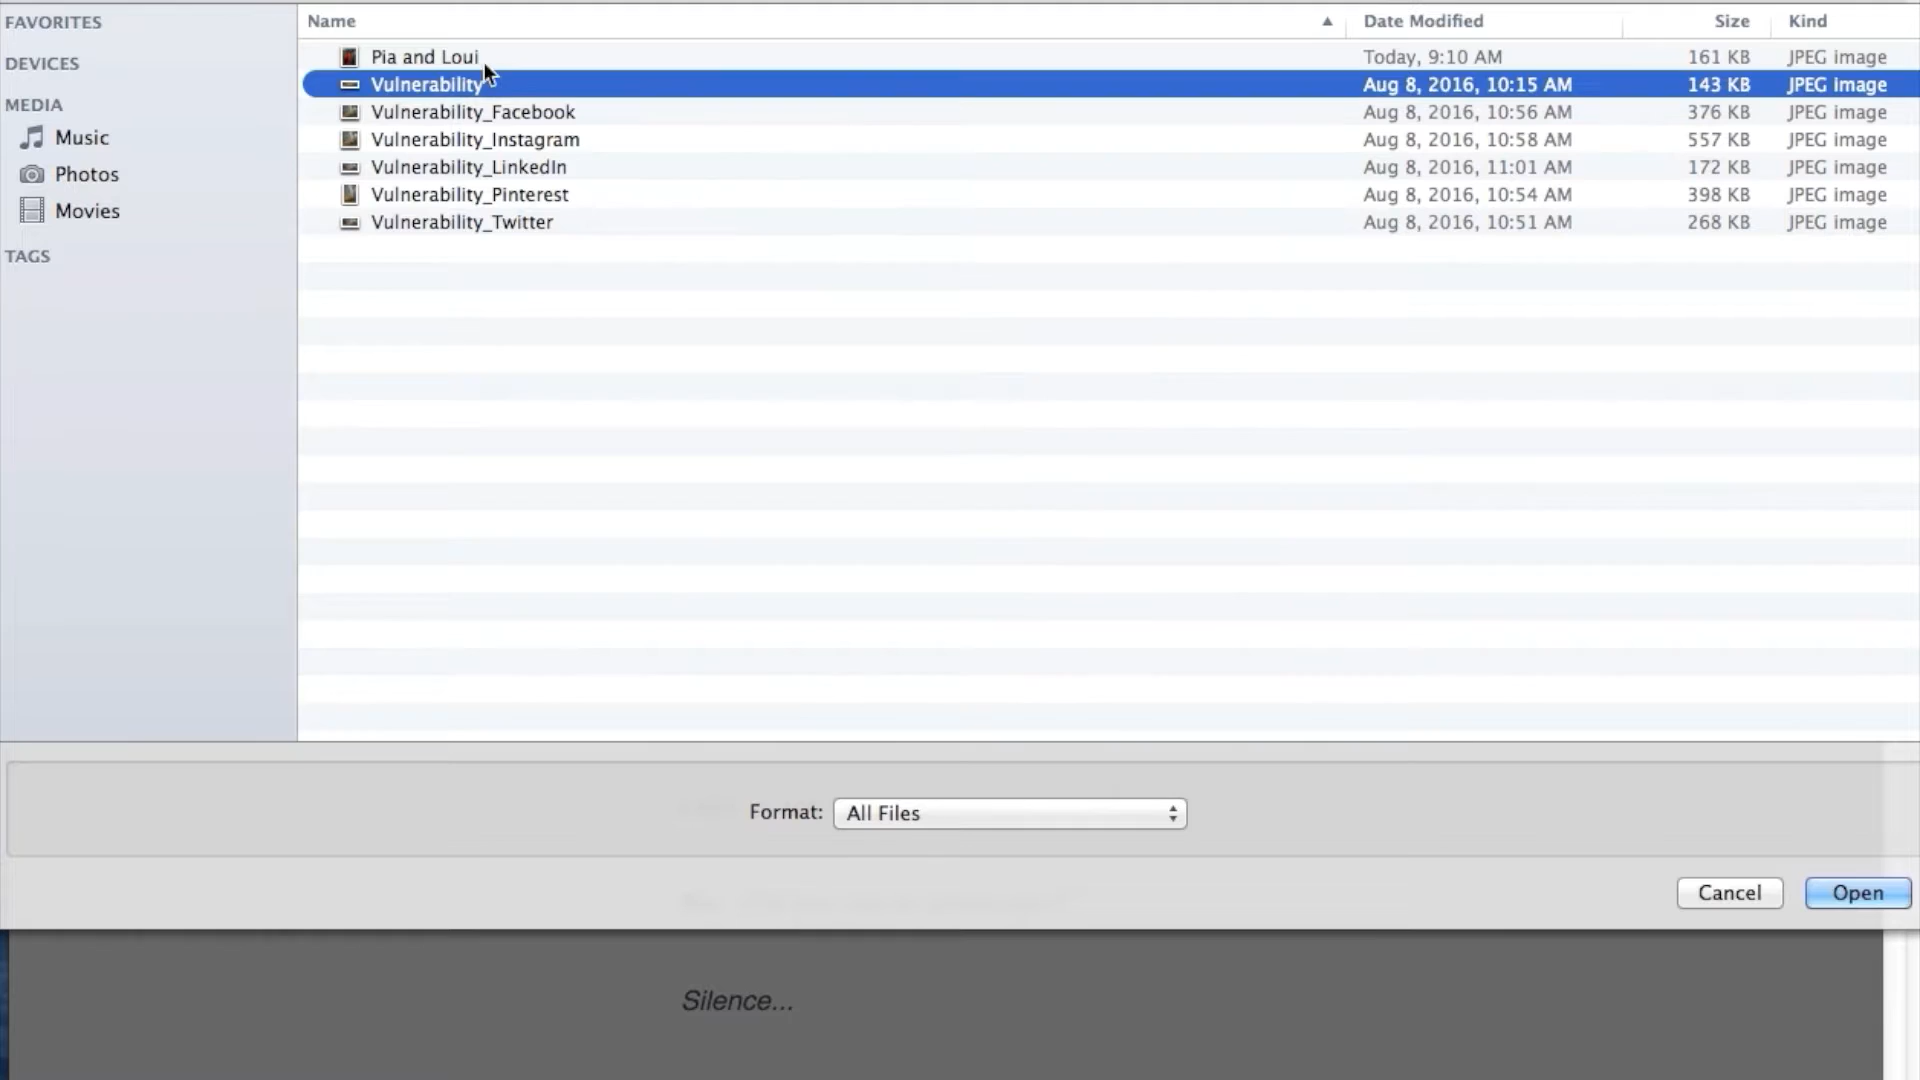 FAVORITES
DEVICES
MEDIA
Music
Photos
Movies
TAGS
Name Date Modified Size Kind
Pia and Loui Today, 9:10 AM 161 KB JPEG image
Vulnerability Aug 8, 2016, 10:15 AM 143 KB JPEG image
Vulnerability_Facebook Aug 8, 2016, 10:56 AM 376 KB JPEG image
Vulnerability_Instagram Aug 8, 2016, 10:58 AM 557 KB JPEG image
Vulnerability_LinkedIn Aug 8, 2016, 11:01 AM 172 KB JPEG image
Vulnerability_Pinterest Aug 8, 2016, 10:54 AM 398 KB JPEG image
Vulnerability_Twitter Aug 8, 2016, 10:51 AM 268 KB JPEG image
Format: All Files
Cancel Open
Silence...